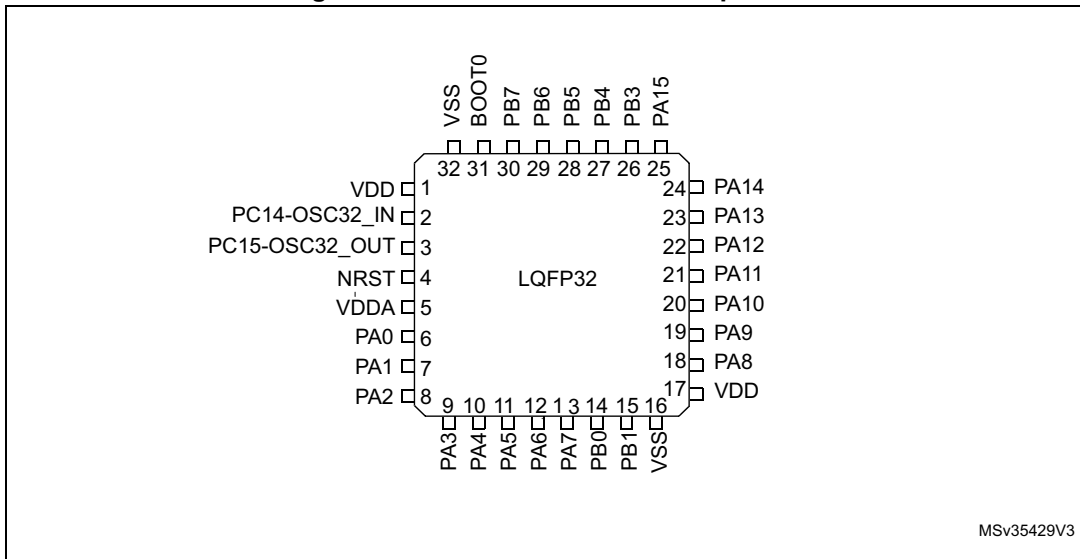 VSS
BOOT0
PB7
PB6
PB5
PB4
PB3
PA15
32 31 30 29 28 27 26 25
VDD 1
PC14-OSC32_IN 2
PC15-OSC32_OUT 3
NRST 4
VDDA 5
PA0 6
PA1 7
PA2 8
LQFP32
24 PA14
23 PA13
22 PA12
21 PA11
20 PA10
19 PA9
18 PA8
17 VDD
9 10 11 12 13 14 15 16
PA3
PA4
PA5
PA6
PA7
PB0
PB1
VSS
MSv35429V3